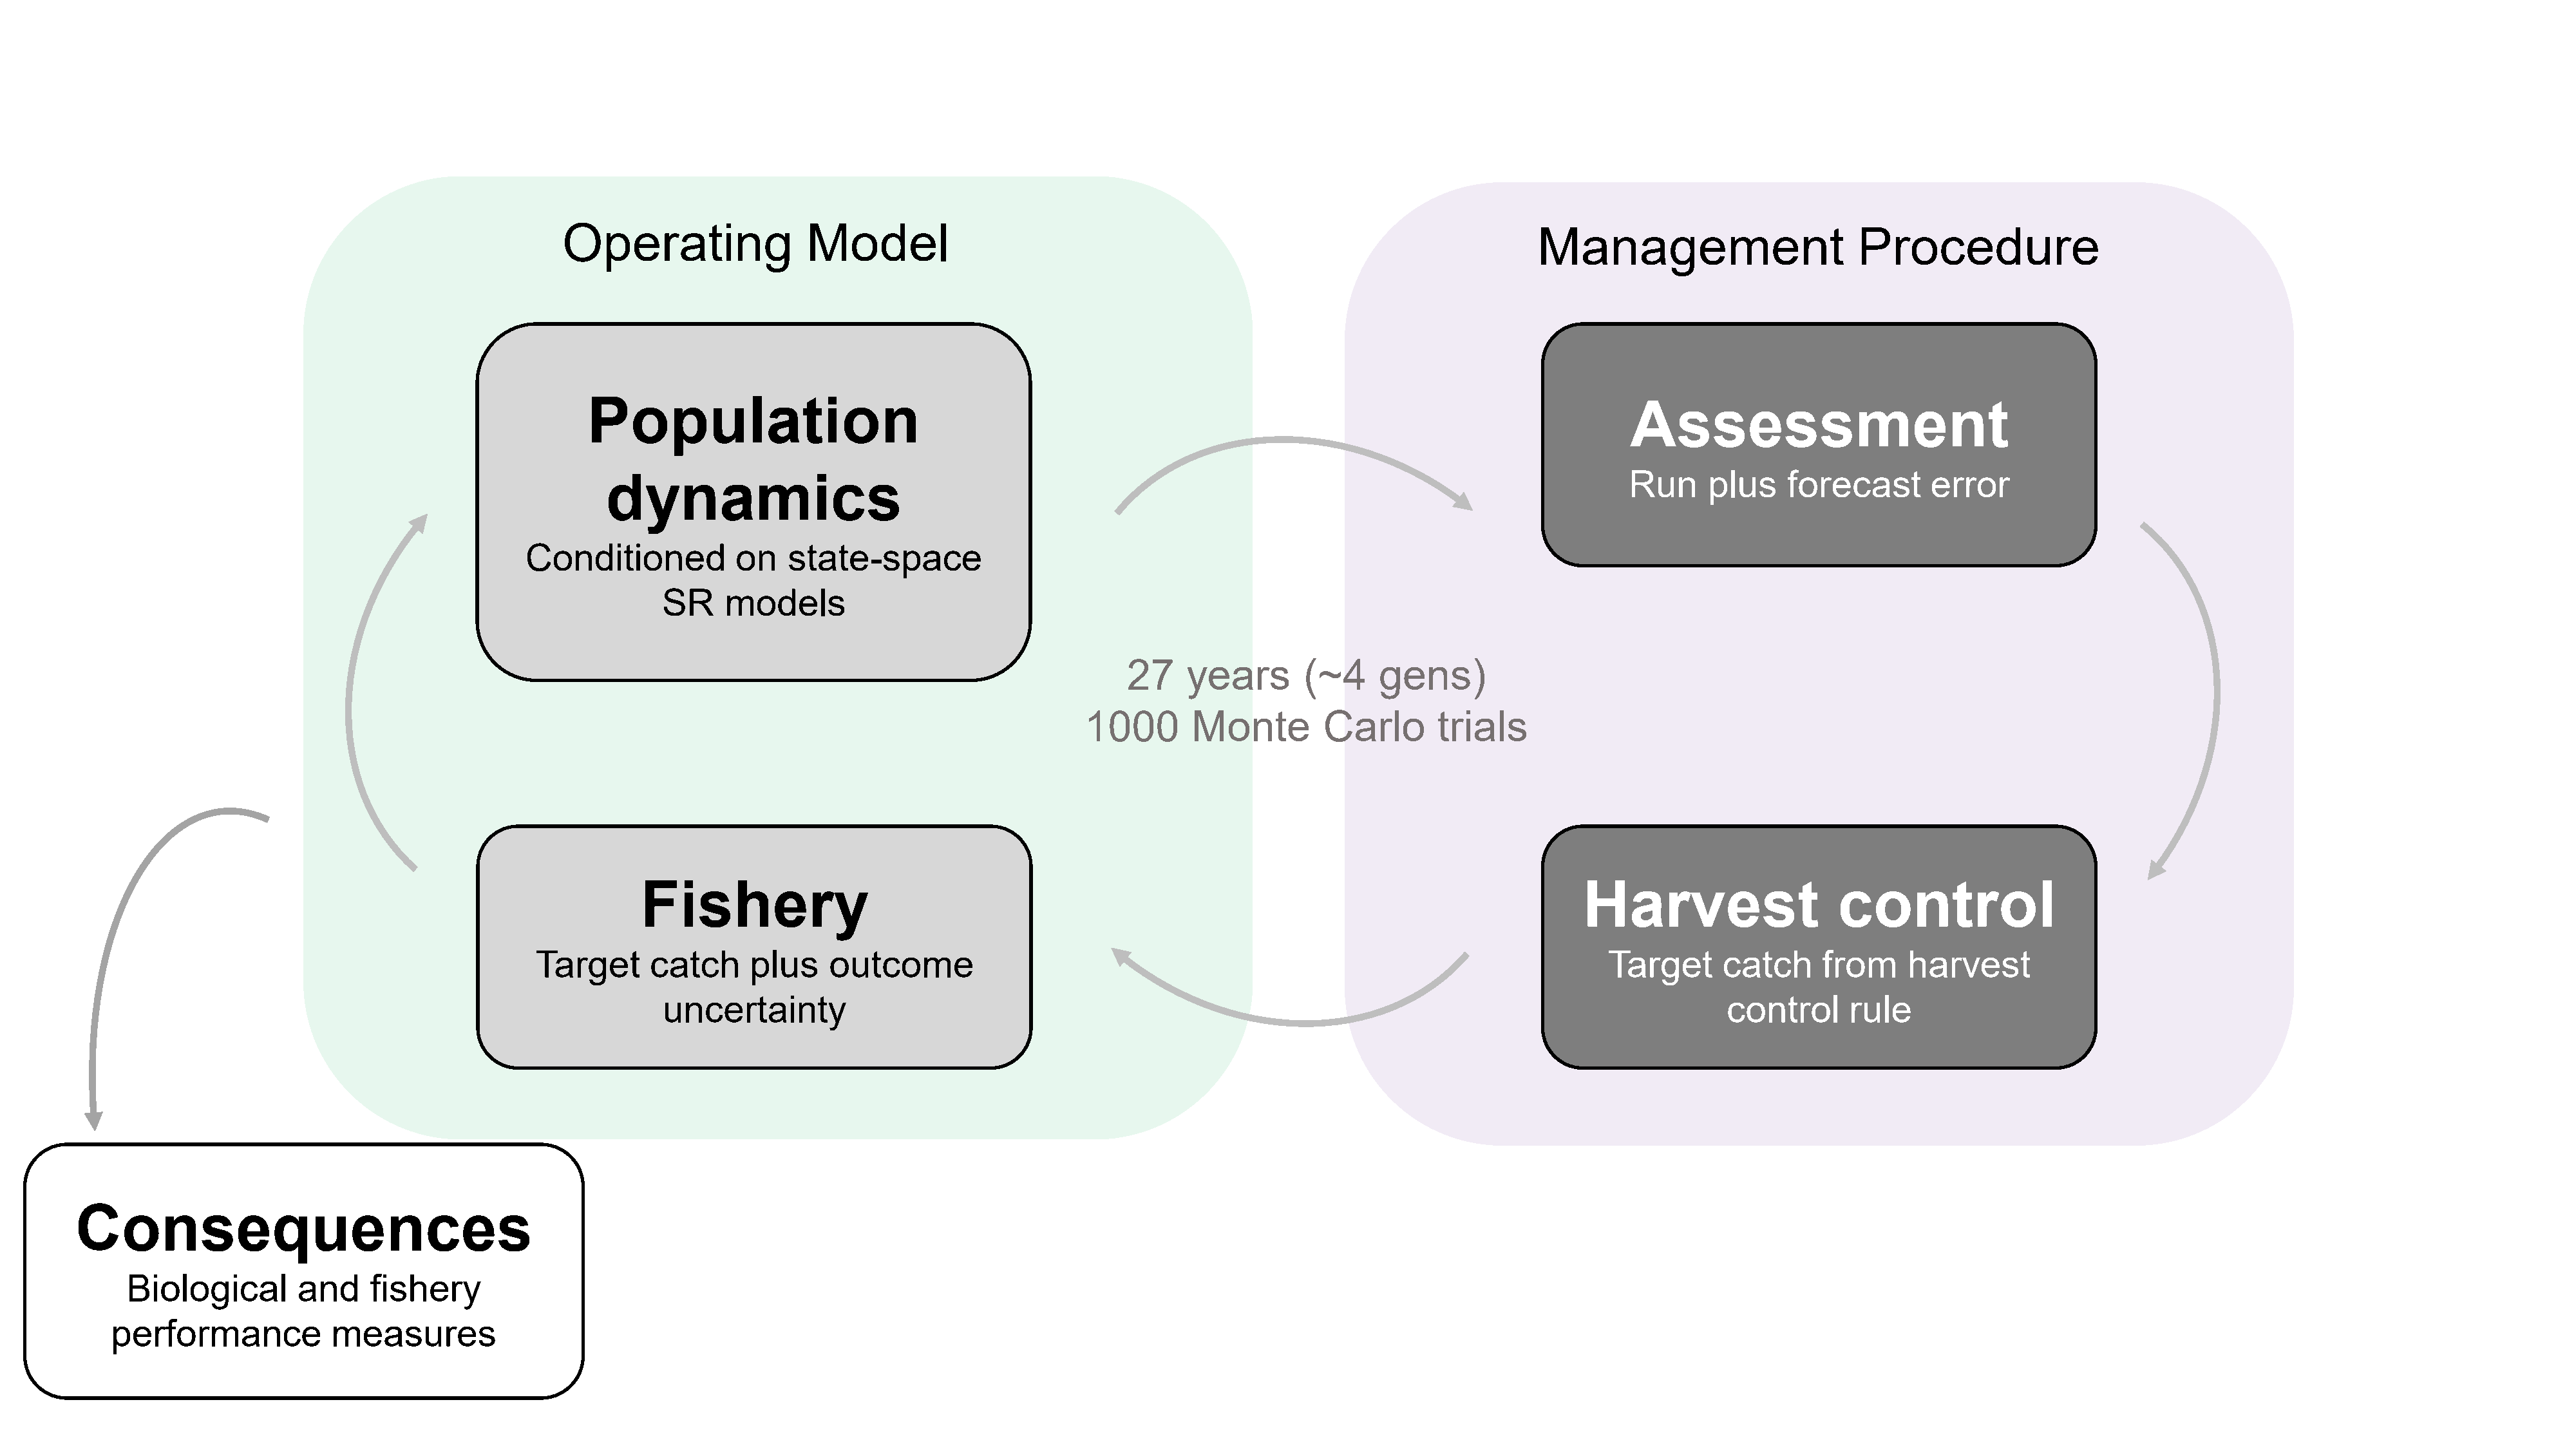 Operating Model
Management Procedure
Population
dynamics
Conditioned on state-space
SR models
Assessment
Run plus forecast error
27 years (~4 gens)
1000 Monte Carlo trials
Fishery
Target catch plus outcome
uncertainty
Harvest control
Target catch from harvest
control rule
Consequences
Biological and fishery
performance measures